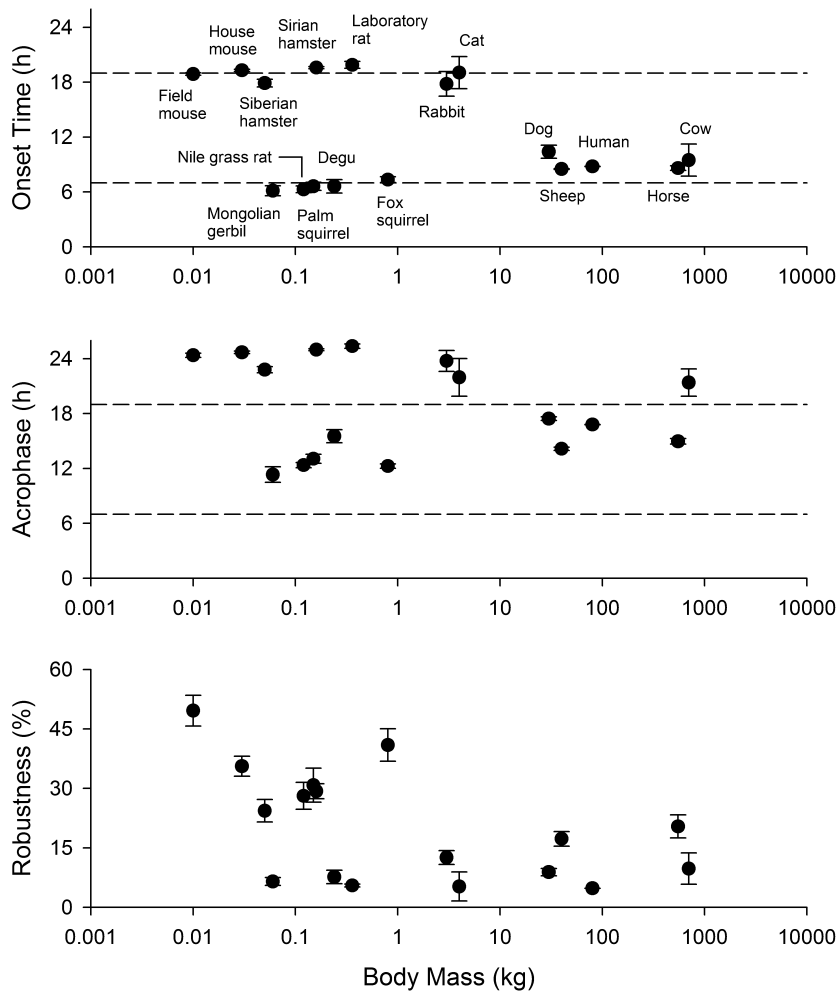 Onset Time (h)
24
18
12
6
0
House
mouse
Sirian
hamster
Laboratory
rat
Cat
Field
mouse
Siberian
hamster
Rabbit
Nile grass rat
Degu
Dog
Human
Cow
Mongolian
gerbil
Palm
squirrel
Fox
squirrel
Sheep
Horse
0.001 0.01 0.1 1 10 100 1000 10000
Acrophase (h)
24
18
12
6
0
0.001 0.01 0.1 1 10 100 1000 10000
Robustness (%)
60
45
30
15
0
0.001 0.01 0.1 1 10 100 1000 10000
Body Mass (kg)